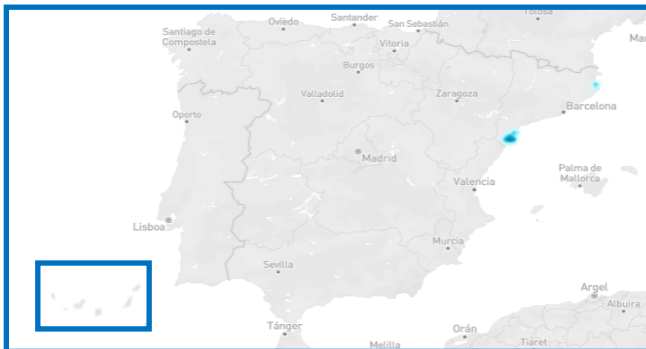 Tolosa
Oviedo
Santander
San Sebastián
Santiago de
Compostela
Vitoria
Burgos
Valladolid
Zaragoza
Barcelona
Oporto
Madrid
Palma de
Mallorca
Valencia
Lisboa
Murcia
Sevilla
Argel
Albuira
Tánger
Orán
Melilla
Tiaret